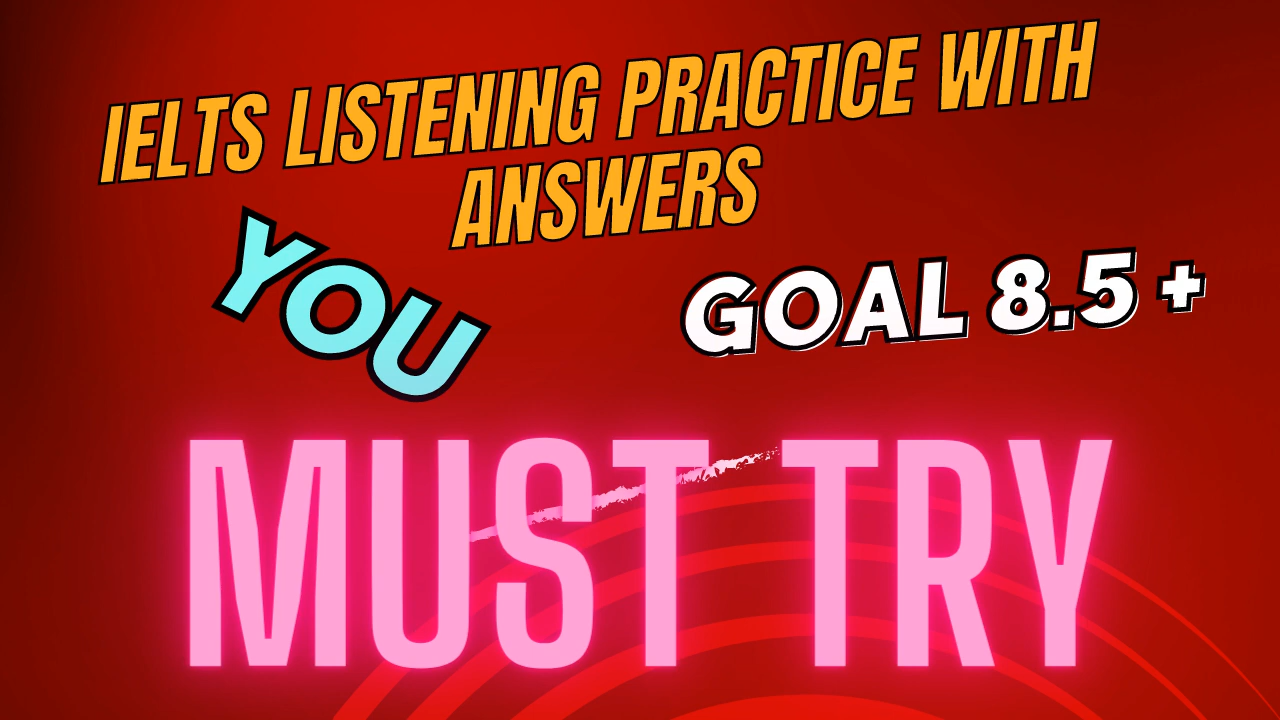 IELTS LISTENING PRACTICE WITH
ANSWERS
YOU
GOAL 8.5 +
MUST TRY